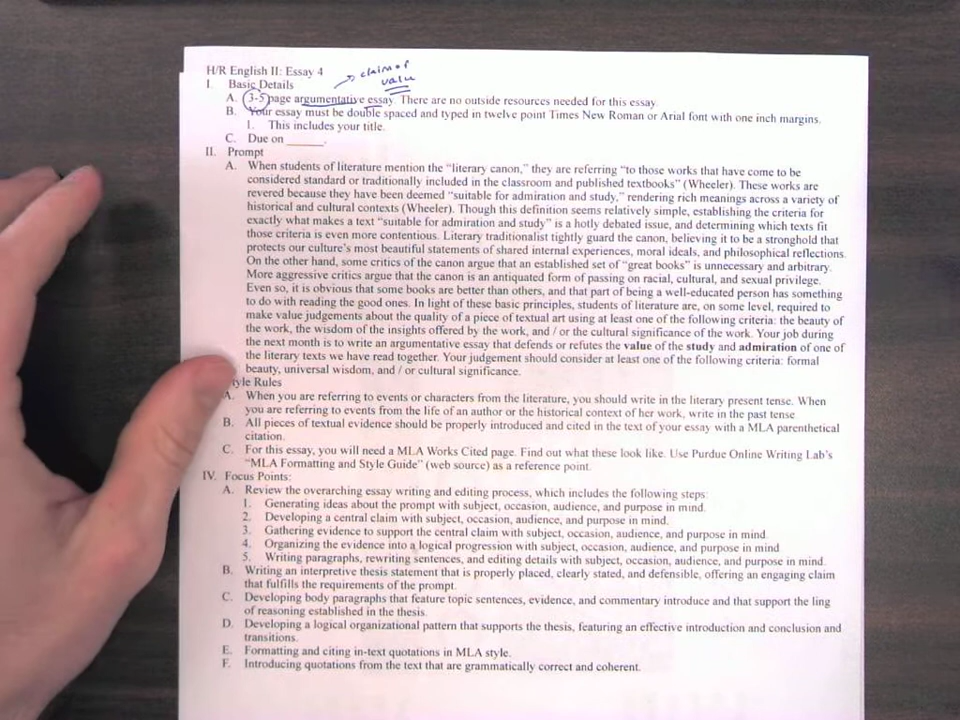 H/R English II: Essay 4
claim of
value
I. Basic Details
A. 3-5 page argumentative essay. There are no outside resources needed for this essay.
B. Your essay must be double spaced and typed in twelve point Times New Roman or Arial font with one inch margins.
1. This includes your title.
C. Due on ______.
II. Prompt
A. When students of literature mention the “literary canon,” they are referring “to those works that have come to be
considered standard or traditionally included in the classroom and published textbooks” (Wheeler). These works are
revered because they have been deemed “suitable for admiration and study,” rendering rich meanings across a variety of
historical and cultural contexts (Wheeler). Though this definition seems relatively simple, establishing the criteria for
exactly what makes a text “suitable for admiration and study” is a hotly debated issue, and determining which texts fit
those criteria is even more contentious. Literary traditionalist tightly guard the canon, believing it to be a stronghold that
protects our culture’s most beautiful statements of shared internal experiences, moral ideals, and philosophical reflections.
On the other hand, some critics of the canon argue that an established set of “great books” is unnecessary and arbitrary.
More aggressive critics argue that the canon is an antiquated form of passing on racial, cultural, and sexual privilege.
Even so, it is obvious that some books are better than others, and that part of being a well-educated person has something
to do with reading the good ones. In light of these basic principles, students of literature are, on some level, required to
make value judgements about the quality of a piece of textual art using at least one of the following criteria: the beauty of
the work, the wisdom of the insights offered by the work, and / or the cultural significance of the work. Your job during
the next month is to write an argumentative essay that defends or refutes the value of the study and admiration of one of
the literary texts we have read together. Your judgement should consider at least one of the following criteria: formal
beauty, universal wisdom, and / or cultural significance.
tyle Rules
A. When you are referring to events or characters from the literature, you should write in the literary present tense. When
you are referring to events from the life of an author or the historical context of her work, write in the past tense
B. All pieces of textual evidence should be properly introduced and cited in the text of your essay with a MLA parenthetical
citation.
C. For this essay, you will need a MLA Works Cited page. Find out what these look like. Use Purdue Online Writing Lab’s
“MLA Formatting and Style Guide” (web source) as a reference point.
IV. Focus Points:
A. Review the overarching essay writing and editing process, which includes the following steps:
1. Generating ideas about the prompt with subject, occasion, audience, and purpose in mind.
2. Developing a central claim with subject, occasion, audience, and purpose in mind.
3. Gathering evidence to support the central claim with subject, occasion, audience, and purpose in mind.
4. Organizing the evidence into a logical progression with subject, occasion, audience, and purpose in mind
5. Writing paragraphs, rewriting sentences, and editing details with subject, occasion, audience, and purpose in mind.
B. Writing an interpretive thesis statement that is properly placed, clearly stated, and defensible, offering an engaging claim
that fulfills the requirements of the prompt.
C. Developing body paragraphs that feature topic sentences, evidence, and commentary introduce and that support the ling
of reasoning established in the thesis.
D. Developing a logical organizational pattern that supports the thesis, featuring an effective introduction and conclusion and
transitions.
E. Formatting and citing in-text quotations in MLA style.
F. Introducing quotations from the text that are grammatically correct and coherent.